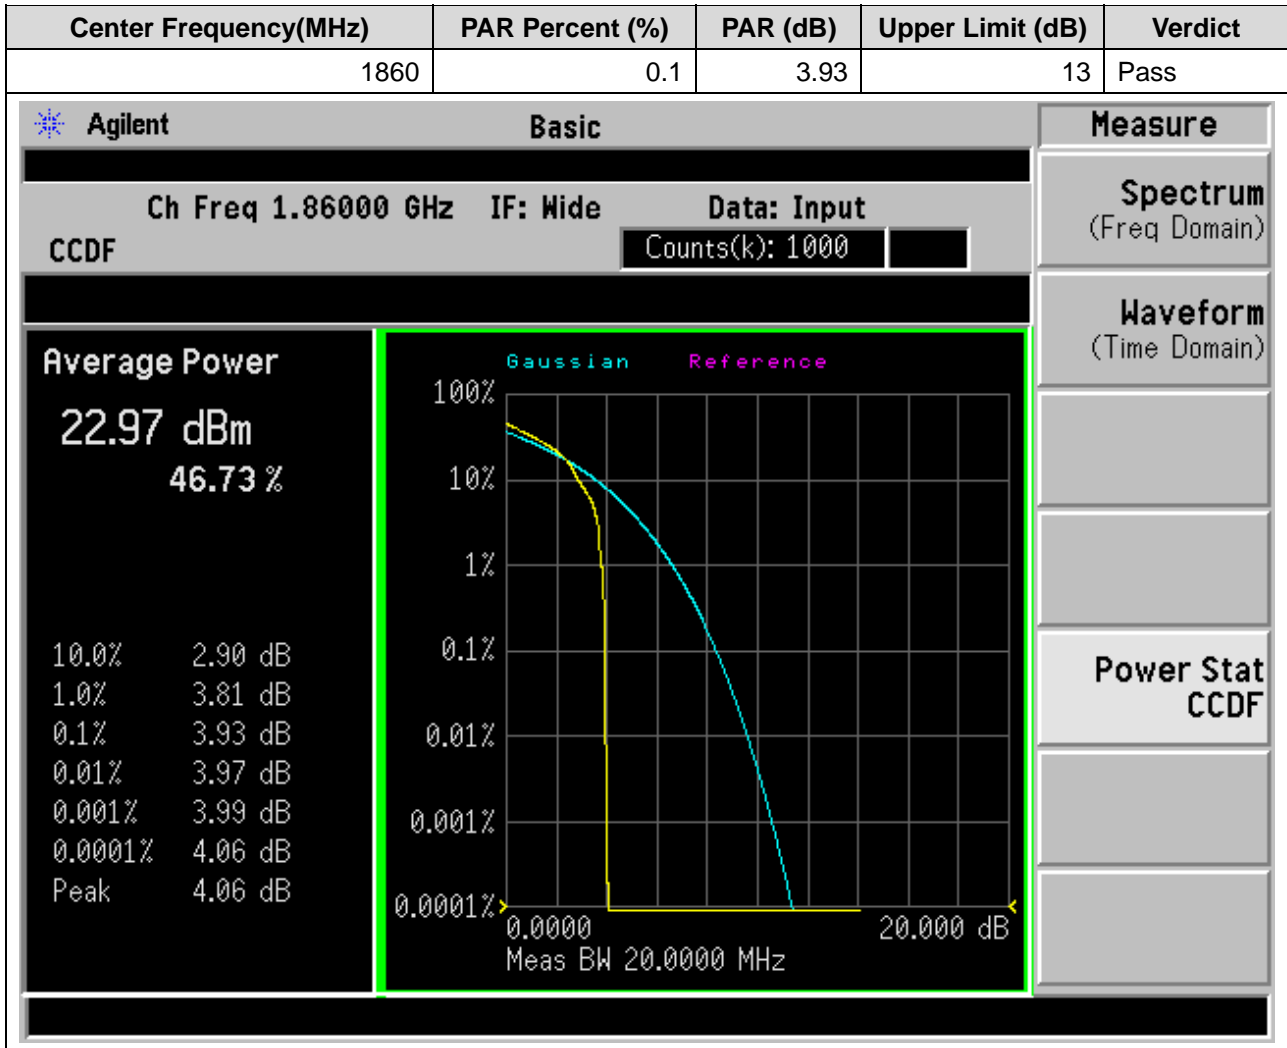 Center Frequency(MHz) PAR Percent (%) PAR (dB) Upper Limit (dB) Verdict
1860 0.1 3.93 13 Pass
Agilent Basic Measure
Ch Freq 1.86000 GHz IF: Wide Data: Input
CCDF Counts(k): 1000
Spectrum
(Freq Domain)
Waveform
(Time Domain)
Power Stat
CCDF
Average Power
22.97 dBm
46.73 %
10.0% 2.90 dB
1.0% 3.81 dB
0.1% 3.93 dB
0.01% 3.97 dB
0.001% 3.99 dB
0.0001% 4.06 dB
Peak 4.06 dB
Gaussian Reference
100%
10%
1%
0.1%
0.01%
0.001%
0.0001%
0.0000 20.000 dB
Meas BW 20.0000 MHz